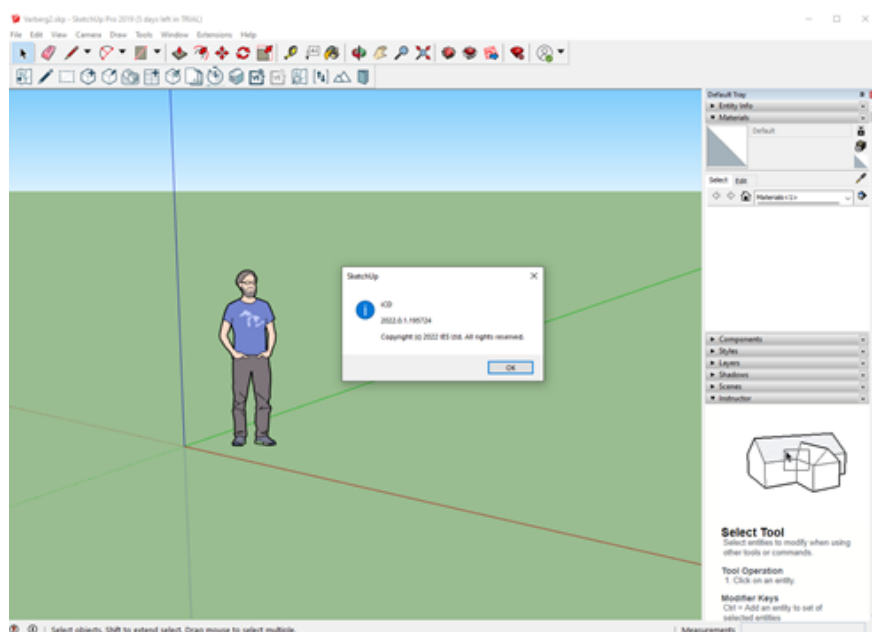 Varberg2.skp - SketchUp Pro 2019 (5 days left in TRIAL)
File Edit View Camera Draw Tools Window Extensions Help
Default Tray
Entity Info
Materials
Default
Select Edit
Materials<1>
SketchUp
iCD
2022.0.1.195724
Copyright (c) 2022 IES Ltd. All rights reserved.
OK
Components
Styles
Layers
Shadows
Scenes
Instructor
Select Tool
Select entities to modify when using
other tools or commands.
Tool Operation
1. Click on an entity.
Modifier Keys
Ctrl = Add an entity to set of
selected entities
Select objects. Shift to extend select. Drag mouse to select multiple.
Measurements